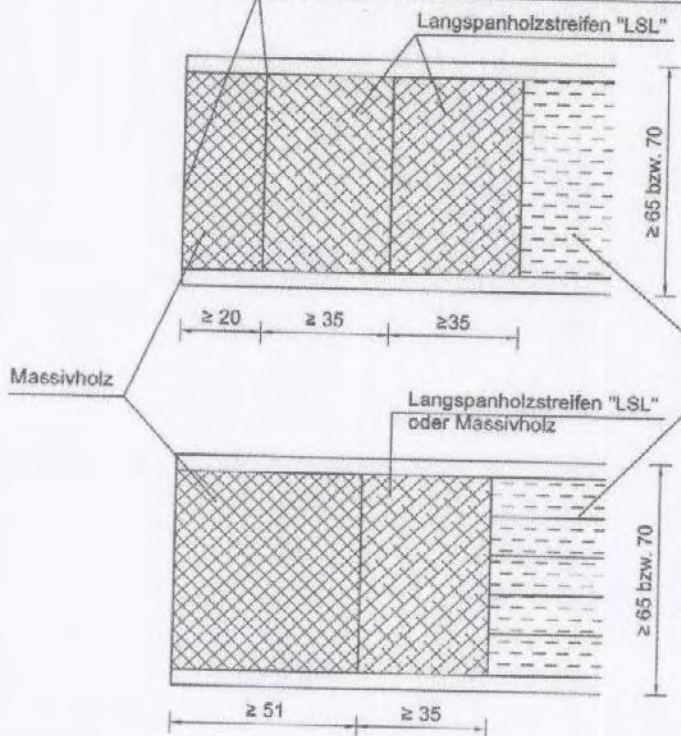 Langspanholzstreifen "LSL"
≥ 65 bzw. 70
≥ 20
≥ 35
≥35
Massivholz
Langspanholzstreifen "LSL"
oder Massivholz
≥ 65 bzw. 70
≥ 51
≥ 35